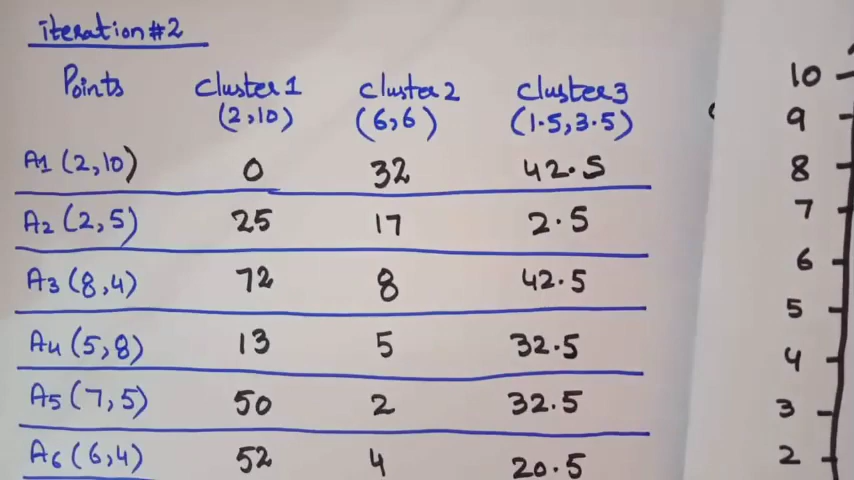 iteration#2
Points Cluster1 Cluster2 Cluster3
(2,10) (6,6) (1.5,3.5)
A1 (2,10) 0 32 42.5
A2 (2,5) 25 17 2.5
A3 (8,4) 72 8 42.5
A4 (5,8) 13 5 32.5
A5 (7,5) 50 2 32.5
A6 (6,4) 52 4 20.5
10
9
8
7
6
5
4
3
2